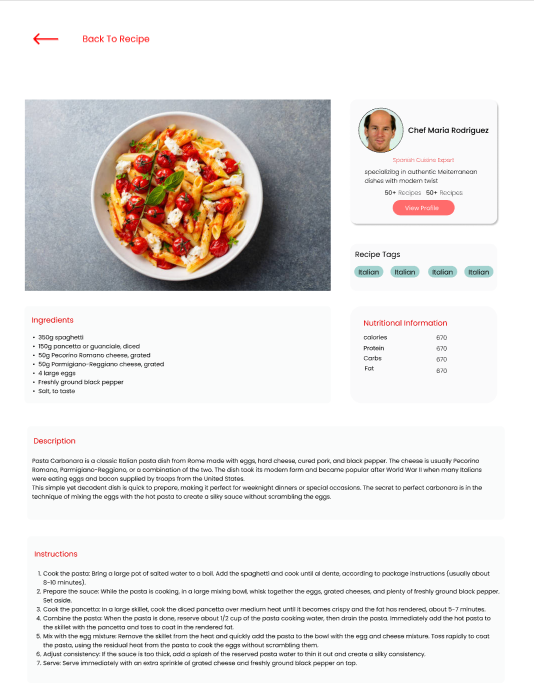 Back To Recipe
Chef Maria Rodriguez
Spanish Cuisine Expert
specializing in authentic Meiterranean
dishes with modern twist
50+ Recipes 50+ Recipes
View Profile
Recipe Tags
Italian Italian Italian Italian
Ingredients
• 350g spaghetti
• 150g pancetta or guanciale, diced
• 50g Pecorino Romano cheese, grated
• 50g Parmigiano-Reggiano cheese, grated
• 4 large eggs
• Freshly ground black pepper
• Salt, to taste
Nutritional Information
calories 670
Protein 670
Carbs 670
Fat 670
Description
Pasta Carbonara is a classic Italian pasta dish from Rome made with eggs, hard cheese, cured pork, and black pepper. The cheese is usually Pecorino
Romano, Parmigiano-Reggiano, or a combination of the two. The dish took its modern form and became popular after World War II when many Italians
were eating eggs and bacon supplied by troops from the United States.
This simple yet decadent dish is quick to prepare, making it perfect for weeknight dinners or special occasions. The secret to perfect carbonara is in the
technique of mixing the eggs with the hot pasta to create a silky sauce without scrambling the eggs.
Instructions
1. Cook the pasta: Bring a large pot of salted water to a boil. Add the spaghetti and cook until al dente, according to package instructions (usually about
8-10 minutes).
2. Prepare the sauce: While the pasta is cooking, in a large mixing bowl, whisk together the eggs, grated cheeses, and plenty of freshly ground black pepper.
Set aside.
3. Cook the pancetta: In a large skillet, cook the diced pancetta over medium heat until it becomes crispy and the fat has rendered, about 5-7 minutes.
4. Combine the pasta: When the pasta is done, reserve about 1/2 cup of the pasta cooking water, then drain the pasta. Immediately add the hot pasta to
the skillet with the pancetta and toss to coat in the rendered fat.
5. Mix with the egg mixture: Remove the skillet from the heat and quickly add the pasta to the bowl with the egg and cheese mixture. Toss rapidly to coat
the pasta, using the residual heat from the pasta to cook the eggs without scrambling them.
6. Adjust consistency: If the sauce is too thick, add a splash of the reserved pasta water to thin it out and create a silky consistency.
7. Serve: Serve immediately with an extra sprinkle of grated cheese and freshly ground black pepper on top.